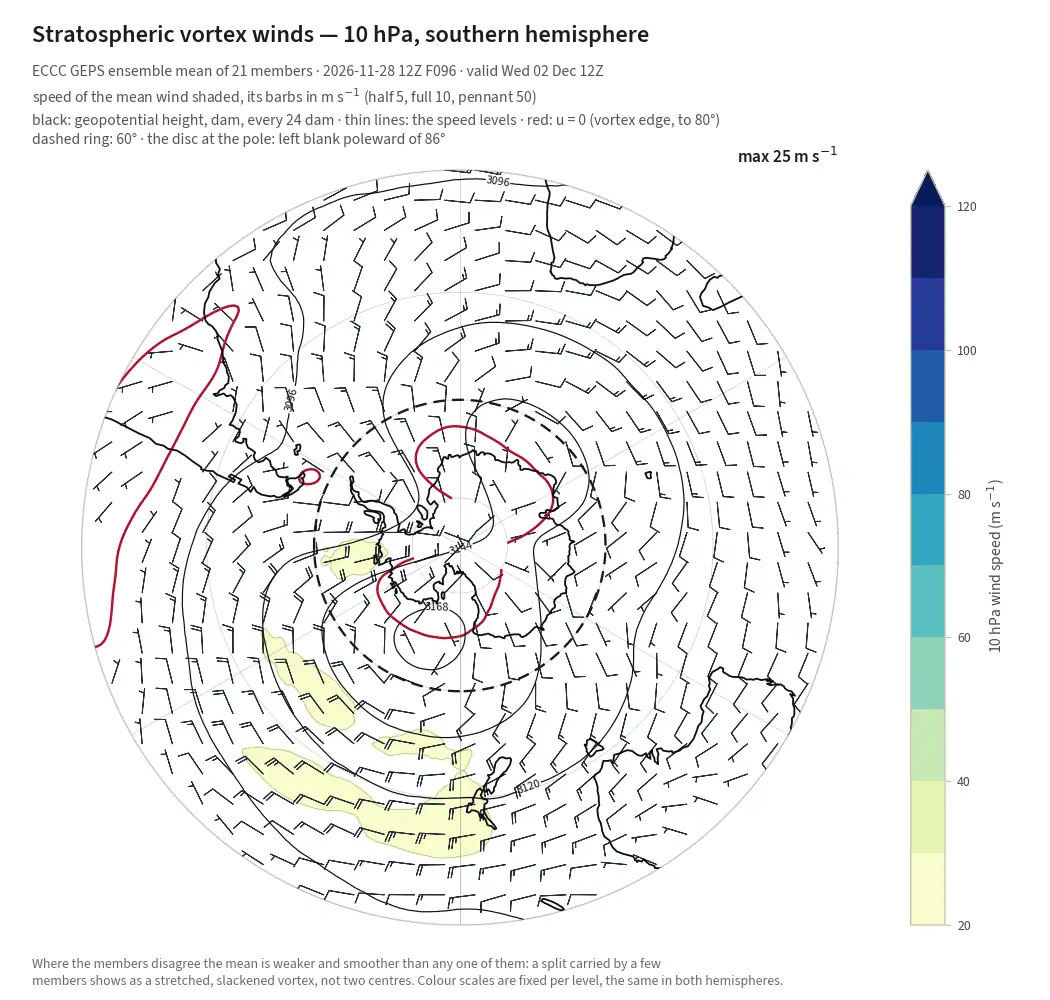 Stratospheric vortex winds — 10 hPa, southern hemisphere
ECCC GEPS ensemble mean of 21 members · 2026-11-28 12Z F096 · valid Wed 02 Dec 12Z
speed of the mean wind shaded, its barbs in m s⁻¹ (half 5, full 10, pennant 50)
black: geopotential height, dam, every 24 dam · thin lines: the speed levels · red: u = 0 (vortex edge, to 80°)
dashed ring: 60° · the disc at the pole: left blank poleward of 86°
max 25 m s⁻¹
3096
3096
3144
3168
3120
120
100
80
60
40
20
10 hPa wind speed (m s⁻¹)
Where the members disagree the mean is weaker and smoother than any one of them: a split carried by a few
members shows as a stretched, slackened vortex, not two centres. Colour scales are fixed per level, the same in both hemispheres.